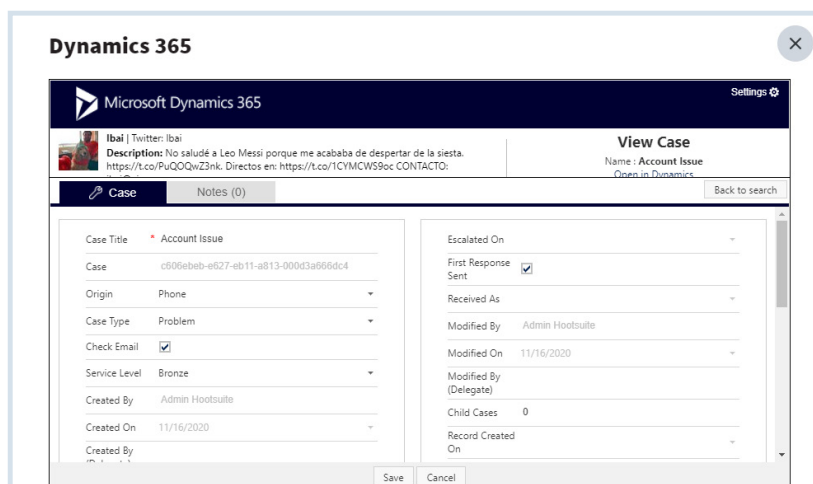 Dynamics 365
Microsoft Dynamics 365
Settings
Ibai | Twitter: Ibai
Description: No saludé a Leo Messi porque me acababa de despertar de la siesta.
https://t.co/PuQOQwZ3nk. Directos en: https://t.co/1CYMCWS9oc CONTACTO:
View Case
Name : Account Issue
Open in Dynamics
Case
Notes (0)
Back to search
Case Title * Account Issue
Case c606ebeb-e627-eb11-a813-000d3a666dc4
Origin Phone
Case Type Problem
Check Email
Service Level Bronze
Created By Admin Hootsuite
Created On 11/16/2020
Created By
Escalated On
First Response
Sent
Received As
Modified By Admin Hootsuite
Modified On 11/16/2020
Modified By
(Delegate)
Child Cases 0
Record Created
On
Save Cancel